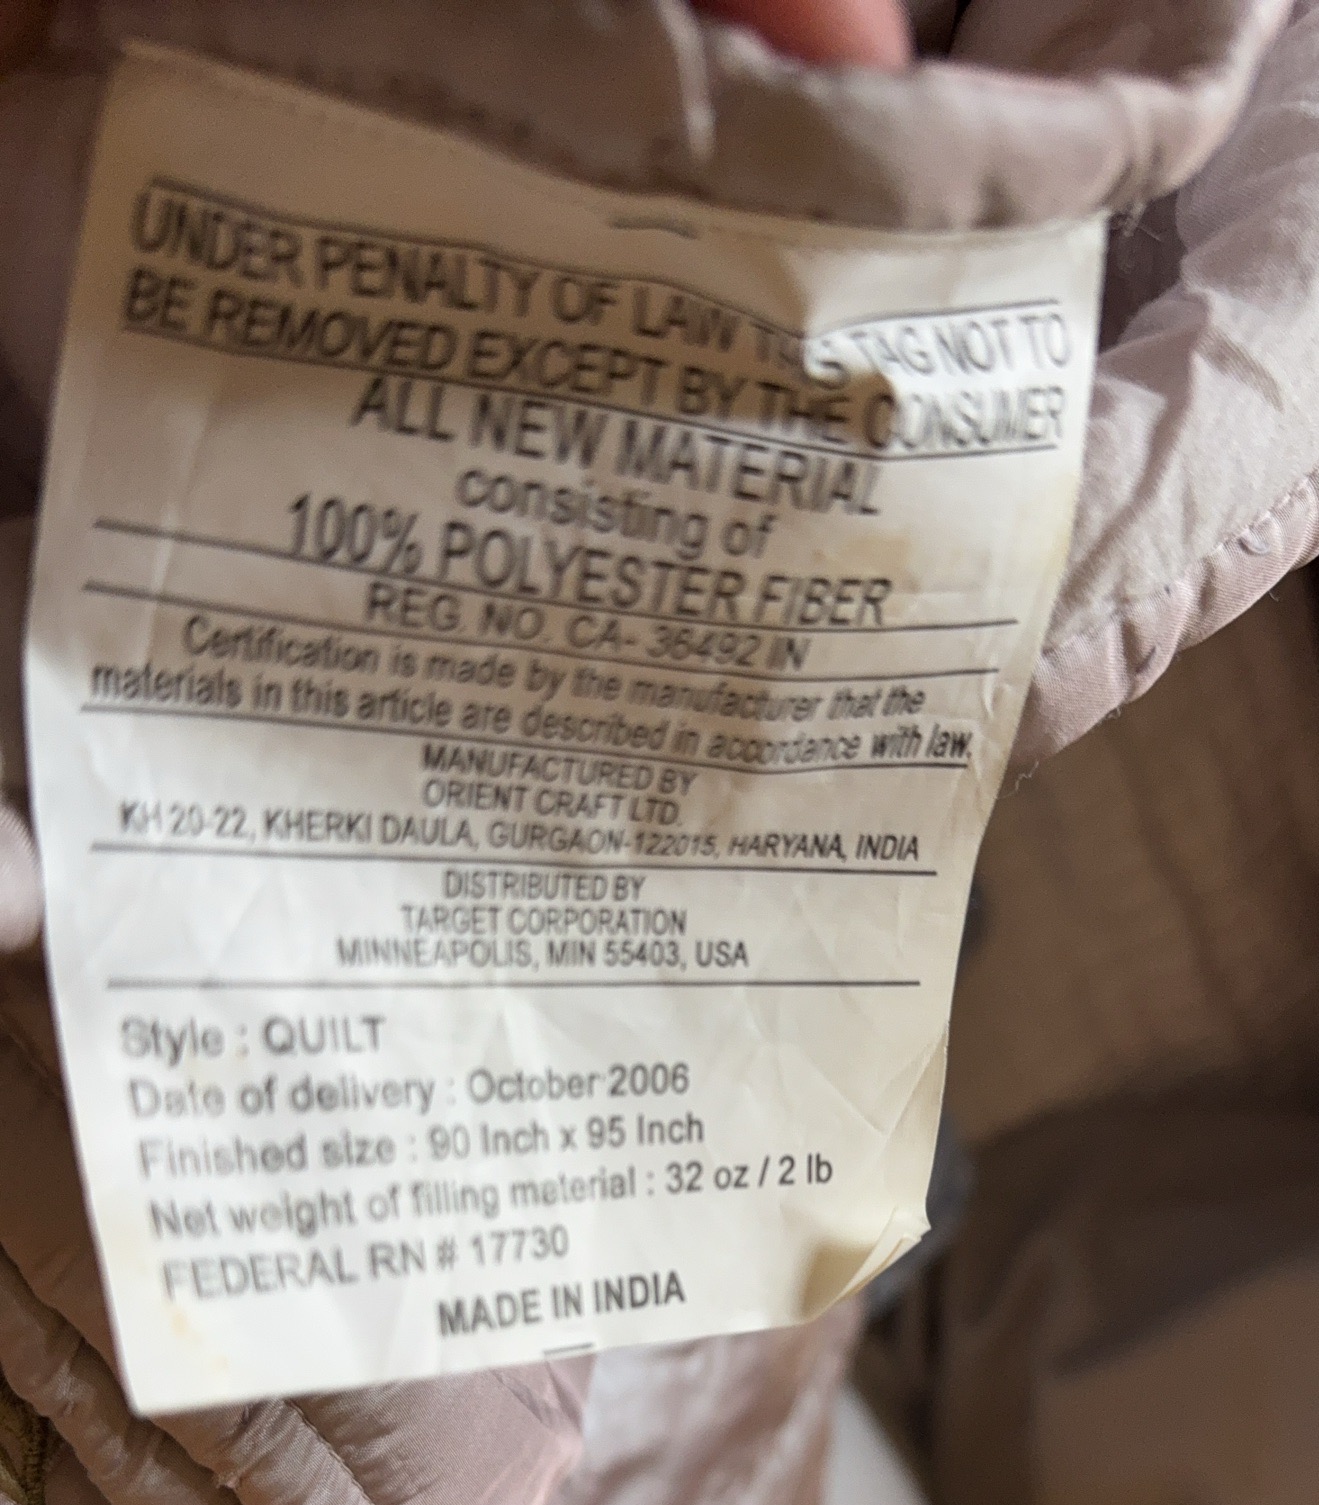 UNDER PENALTY OF LAW THIS TAG NOT TO
BE REMOVED EXCEPT BY THE CONSUMER
ALL NEW MATERIAL
consisting of
100% POLYESTER FIBER
REG. NO. CA- 36492 IN
Certification is made by the manufacturer that the
materials in this article are described in accordance with law.
MANUFACTURED BY
ORIENT CRAFT LTD.
KH 20-22, KHERKI DAULA, GURGAON-122015, HARYANA, INDIA
DISTRIBUTED BY
TARGET CORPORATION
MINNEAPOLIS, MIN 55403, USA
Style : QUILT
Date of delivery : October 2006
Finished size : 90 Inch x 95 Inch
Net weight of filling material : 32 oz / 2 lb
FEDERAL RN # 17730
MADE IN INDIA